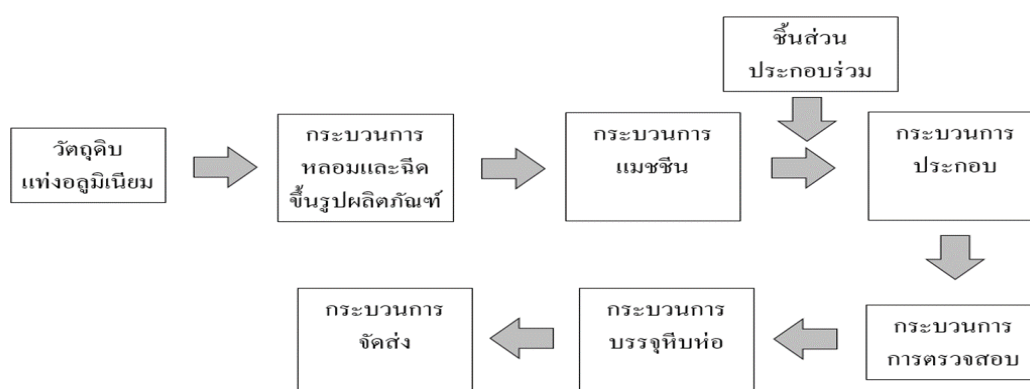 ชิ้นส่วน
ประกอบร่วม
วัตถุดิบ
แท่งอลูมิเนียม
กระบวนการ
หลอมและฉีด
ขึ้นรูปผลิตภัณฑ์
กระบวนการ
แมชชีน
กระบวนการ
ประกอบ
กระบวนการ
การตรวจสอบ
กระบวนการ
บรรจุหีบห่อ
กระบวนการ
จัดส่ง